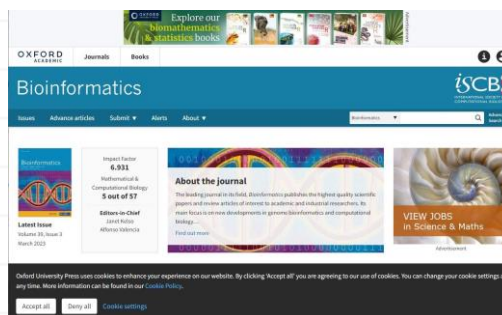 Explore our
biomathematics
& statistics books
Advertisement
OXFORD
ACADEMIC
Journals
Books
Bioinformatics
iSCB
INTERNATIONAL SOCIETY
COMPUTATIONAL
Issues
Advance articles
Submit ▼
Alerts
About ▼
Bioinformatics ▼
Bioinformatics
Latest Issue
Volume 39, Issue 3
March 2023
Impact Factor
6.931
Mathematical &
Computational Biology
5 out of 57
Editors-in-Chief
Janet Kelso
Alfonso Valencia
About the journal
The leading journal in its field, Bioinformatics publishes the highest quality scientific
papers and review articles of interest to academic and industrial researchers. Its
main focus is on new developments in genome bioinformatics and computational
biology...
Find out more
VIEW JOBS
in Science & Maths
Advertisement
Oxford University Press uses cookies to enhance your experience on our website. By clicking 'Accept all' you are agreeing to our use of cookies. You can change your cookie settings
any time. More information can be found in our Cookie Policy.
Accept all
Deny all
Cookie settings